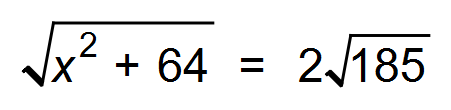 √(x² + 64) = 2√185